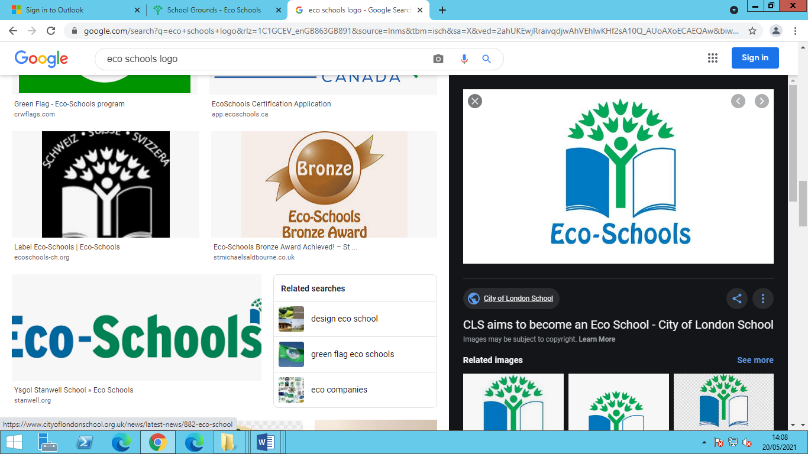 Sign in to Outlook
School Grounds - Eco Schools
eco schools logo - Google Search
google.com/search?q=eco+schools+logo&rlz=1C1GCEV_enGB863GB891&source=lnms&tbm=isch&sa=X&ved=2ahUKEwjRraivqdjwAhVEhlwKHf2sA10Q_AUoAXoECAEQAw&biw...
Google
eco schools logo
Sign in
CANADA
Green Flag - Eco-Schools program
crwflags.com
EcoSchools Certification Application
app.ecoschools.ca
SCHWEIZ • SUISSE • SVIZZERA
Bronze
Eco-Schools
Bronze Award
Label Eco-Schools | Eco-Schools
ecoschools-ch.org
Eco-Schools Bronze Award Achieved! – St ...
stmichaelsaldbourne.co.uk
Eco-Schools
Ysgol Stanwell School » Eco Schools
stanwell.org
Related searches
design eco school
green flag eco schools
eco companies
Eco-Schools
City of London School
CLS aims to become an Eco School - City of London School
Images may be subject to copyright. Learn More
Related images
See more
https://www.cityoflondonschool.org.uk/news/latest-news/882-eco-school
14:08
20/05/2021